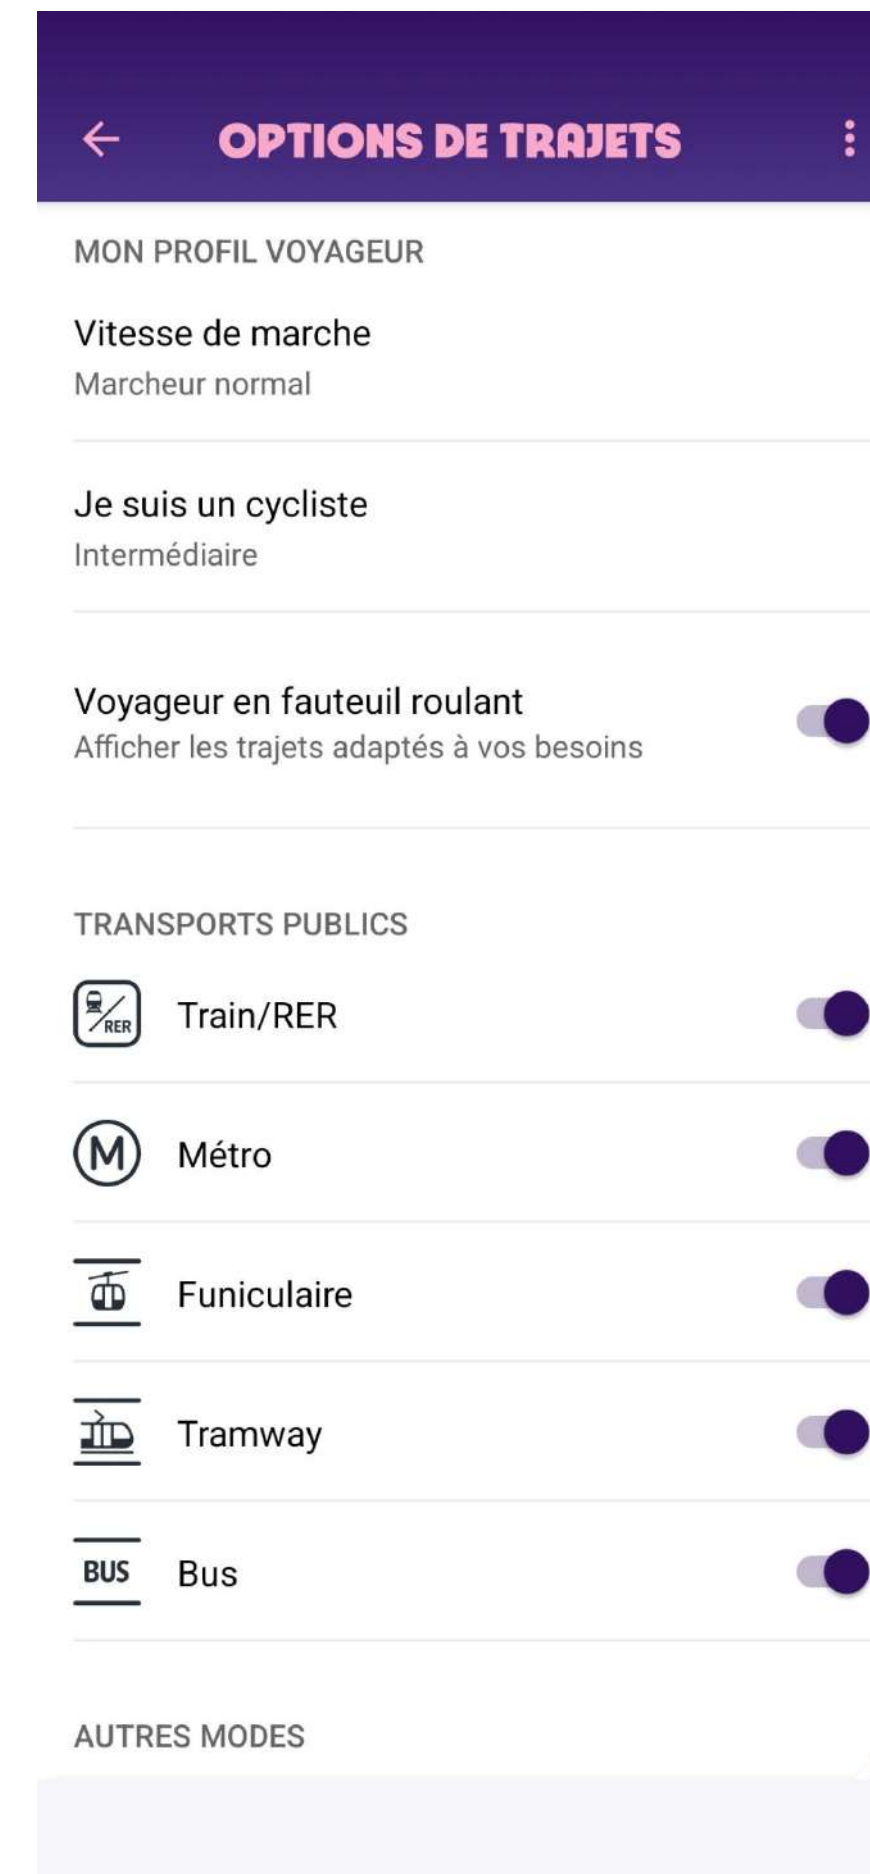 OPTIONS DE TRAJETS
MON PROFIL VOYAGEUR
Vitesse de marche
Marcheur normal
Je suis un cycliste
Intermédiaire
Voyageur en fauteuil roulant
Afficher les trajets adaptés à vos besoins
TRANSPORTS PUBLICS
RER Train/RER
M Métro
Funiculaire
Tramway
BUS Bus
AUTRES MODES